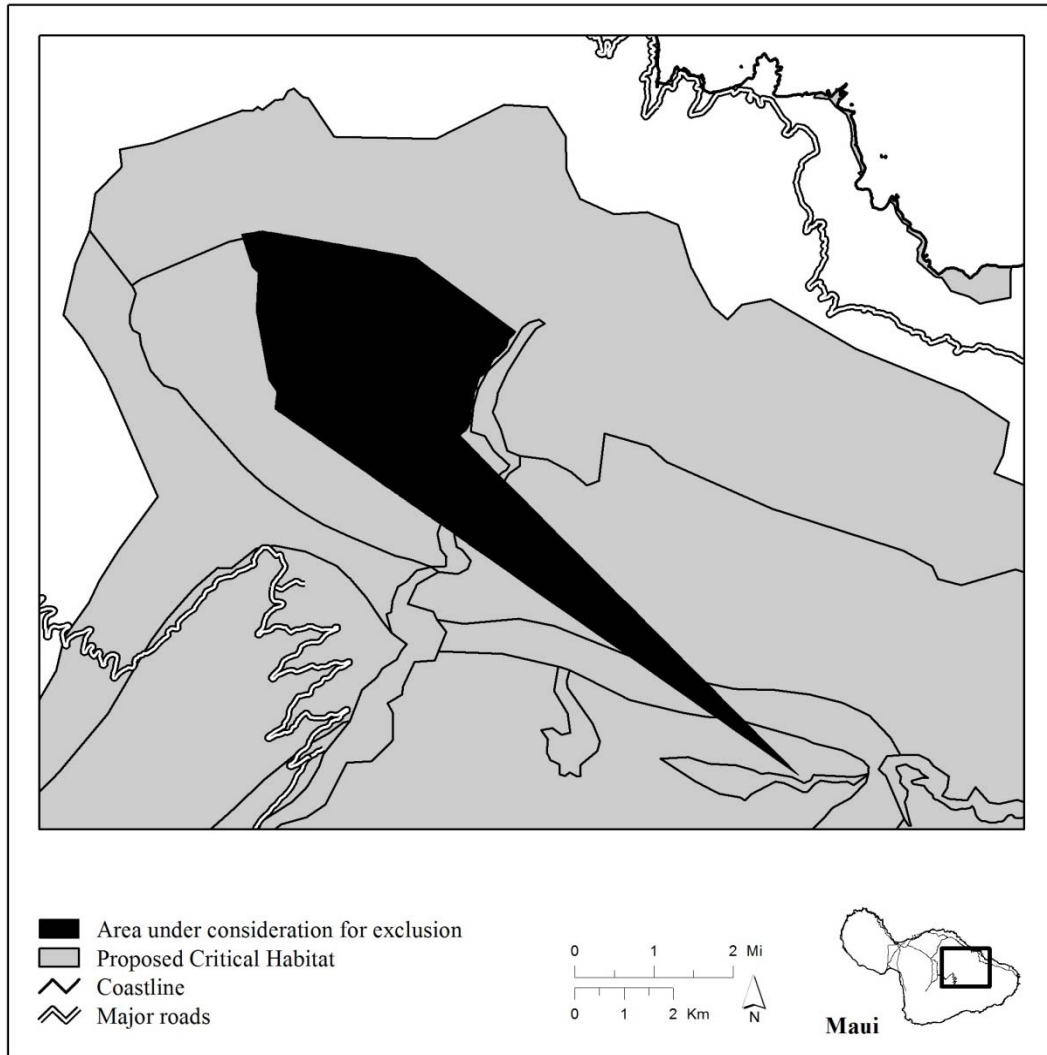 Area under consideration for exclusion
Proposed Critical Habitat
Coastline
Major roads
0 1 2 Mi
0 1 2 Km
N
Maui